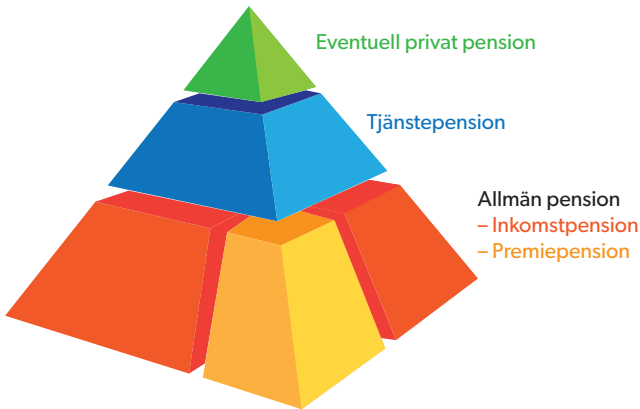 Eventuell privat pension
Tjänstepension
Allmän pension
– Inkomstpension
– Premiepension